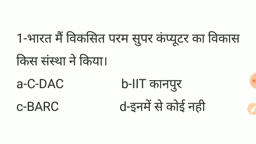 1-भारत मैं विकसित परम सुपर कंप्यूटर का विकास
किस संस्था ने किया।
a-C-DAC b-IIT कानपुर
c-BARC d-इनमें से कोई नही